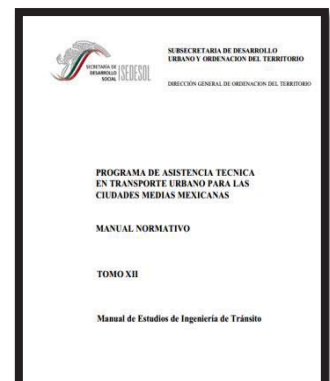 SECRETARÍA DE
DESARROLLO
SOCIAL
SEDESOL
SUBSECRETARIA DE DESARROLLO
URBANO Y ORDENACION DEL TERRITORIO
DIRECCIÓN GENERAL DE ORDENACION DEL TERRITORIO
PROGRAMA DE ASISTENCIA TECNICA
EN TRANSPORTE URBANO PARA LAS
CIUDADES MEDIAS MEXICANAS
MANUAL NORMATIVO
TOMO XII
Manual de Estudios de Ingeniería de Tránsito